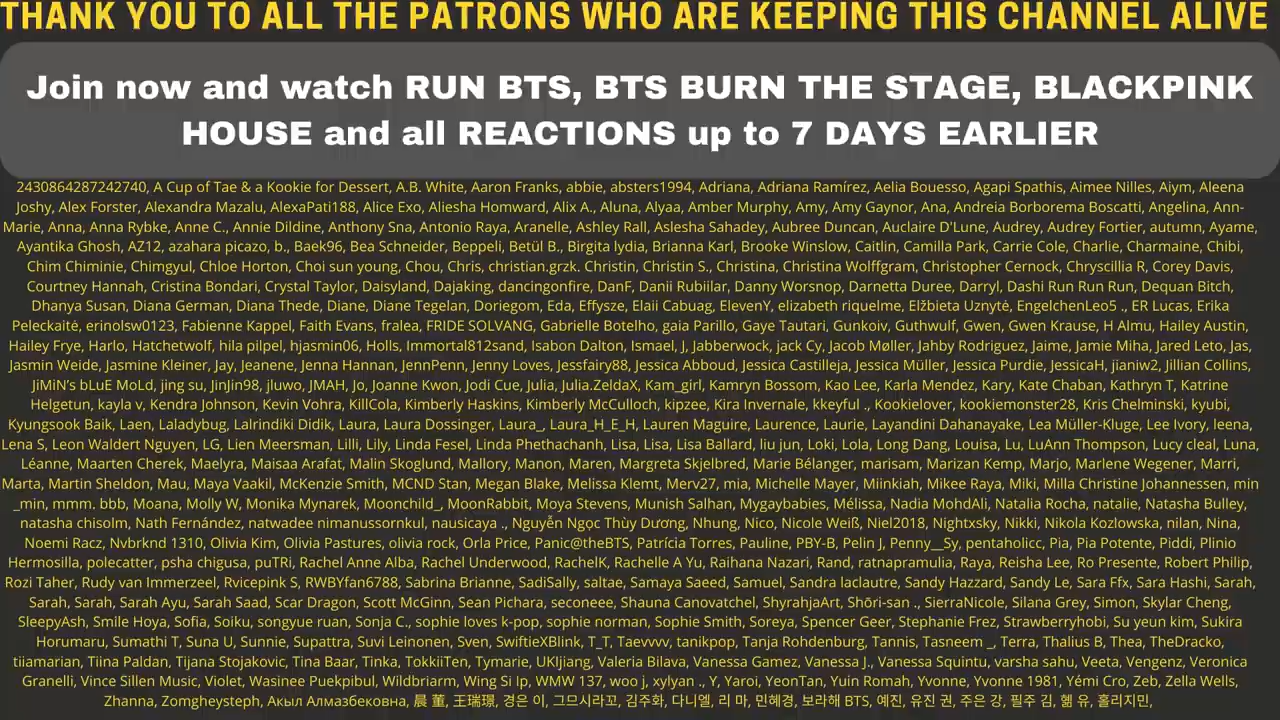 THANK YOU TO ALL THE PATRONS WHO ARE KEEPING THIS CHANNEL ALIVE
Join now and watch RUN BTS, BTS BURN THE STAGE, BLACKPINK
HOUSE and all REACTIONS up to 7 DAYS EARLIER
2430864287242740, A Cup of Tae & a Kookie for Dessert, A.B. White, Aaron Franks, abbie, absters1994, Adriana, Adriana Ramírez, Aelia Bouesso, Agapi Spathis, Aimee Nilles, Aiym, Aleena
Joshy, Alex Forster, Alexandra Mazalu, AlexaPati188, Alice Exo, Aliesha Homward, Alix A., Aluna, Alyaa, Amber Murphy, Amy, Amy Gaynor, Ana, Andreia Borborema Boscatti, Angelina, Ann-
Marie, Anna, Anna Rybke, Anne C., Annie Dildine, Anthony Sna, Antonio Raya, Aranelle, Ashley Rall, Aslesha Sahadey, Aubree Duncan, Auclaire D'Lune, Audrey, Audrey Fortier, autumn, Ayame,
Ayantika Ghosh, AZ12, azahara picazo, b., Baek96, Bea Schneider, Beppeli, Betül B., Birgita lydia, Brianna Karl, Brooke Winslow, Caitlin, Camilla Park, Carrie Cole, Charlie, Charmaine, Chibi,
Chim Chiminie, Chimgyul, Chloe Horton, Choi sun young, Chou, Chris, christian.grzk. Christin, Christin S., Christina, Christina Wolffgram, Christopher Cernock, Chryscillia R, Corey Davis,
Courtney Hannah, Cristina Bondari, Crystal Taylor, Daisyland, Dajaking, dancingonfire, DanF, Danii Rubiilar, Danny Worsnop, Darnetta Duree, Darryl, Dashi Run Run Run, Dequan Bitch,
Dhanya Susan, Diana German, Diana Thede, Diane, Diane Tegelan, Doriegom, Eda, Effysze, Elaii Cabuag, ElevenY, elizabeth riquelme, Elžbieta Uznytė, EngelchenLeo5 ., ER Lucas, Erika
Peleckaitė, erinolsw0123, Fabienne Kappel, Faith Evans, fralea, FRIDE SOLVANG, Gabrielle Botelho, gaia Parillo, Gaye Tautari, Gunkoiv, Guthwulf, Gwen, Gwen Krause, H Almu, Hailey Austin,
Hailey Frye, Harlo, Hatchetwolf, hila pilpel, hjasmin06, Holls, Immortal812sand, Isabon Dalton, Ismael, J, Jabberwock, jack Cy, Jacob Møller, Jahby Rodriguez, Jaime, Jamie Miha, Jared Leto, Jas,
Jasmin Weide, Jasmine Kleiner, Jay, Jeanene, Jenna Hannan, JennPenn, Jenny Loves, Jessfairy88, Jessica Abboud, Jessica Castilleja, Jessica Müller, Jessica Purdie, JessicaH, jianiw2, Jillian Collins,
JiMiN's bLuE MoLd, jing su, JinJin98, jluwo, JMAH, Jo, Joanne Kwon, Jodi Cue, Julia, Julia.ZeldaX, Kam_girl, Kamryn Bossom, Kao Lee, Karla Mendez, Kary, Kate Chaban, Kathryn T, Katrine
Helgetun, kayla v, Kendra Johnson, Kevin Vohra, KillCola, Kimberly Haskins, Kimberly McCulloch, kipzee, Kira Invernale, kkeyful ., Kookielover, kookiemonster28, Kris Chelminski, kyubi,
Kyungsook Baik, Laen, Laladybug, Lalrindiki Didik, Laura, Laura Dossinger, Laura_, Laura_H_E_H, Lauren Maguire, Laurence, Laurie, Layandini Dahanayake, Lea Müller-Kluge, Lee Ivory, leena,
Lena S, Leon Waldert Nguyen, LG, Lien Meersman, Lilli, Lily, Linda Fesel, Linda Phethachanh, Lisa, Lisa, Lisa Ballard, liu jun, Loki, Lola, Long Dang, Louisa, Lu, LuAnn Thompson, Lucy cleal, Luna,
Léanne, Maarten Cherek, Maelyra, Maisaa Arafat, Malin Skoglund, Mallory, Manon, Maren, Margreta Skjelbred, Marie Bélanger, marisam, Marizan Kemp, Marjo, Marlene Wegener, Marri,
Marta, Martin Sheldon, Mau, Maya Vaakil, McKenzie Smith, MCND Stan, Megan Blake, Melissa Klemt, Merv27, mia, Michelle Mayer, Miinkiah, Mikee Raya, Miki, Milla Christine Johannessen, min
_min, mmm. bbb, Moana, Molly W, Monika Mynarek, Moonchild_, MoonRabbit, Moya Stevens, Munish Salhan, Mygaybabies, Mélissa, Nadia MohdAli, Natalia Rocha, natalie, Natasha Bulley,
natasha chisolm, Nath Fernández, natwadee nimanussornkul, nausicaya ., Nguyễn Ngọc Thùy Dương, Nhung, Nico, Nicole Weiß, Niel2018, Nightxsky, Nikki, Nikola Kozlowska, nilan, Nina,
Noemi Racz, Nvbrknd 1310, Olivia Kim, Olivia Pastures, olivia rock, Orla Price, Panic@theBTS, Patrícia Torres, Pauline, PBY-B, Pelin J, Penny__Sy, pentaholicc, Pia, Pia Potente, Piddi, Plinio
Hermosilla, polecatter, psha chigusa, puTRi, Rachel Anne Alba, Rachel Underwood, RachelK, Rachelle A Yu, Raihana Nazari, Rand, ratnapramulia, Raya, Reisha Lee, Ro Presente, Robert Philip,
Rozi Taher, Rudy van Immerzeel, Rvicepink S, RWBYfan6788, Sabrina Brianne, SadiSally, saltae, Samaya Saeed, Samuel, Sandra laclautre, Sandy Hazzard, Sandy Le, Sara Ffx, Sara Hashi, Sarah,
Sarah, Sarah, Sarah Ayu, Sarah Saad, Scar Dragon, Scott McGinn, Sean Pichara, seconeee, Shauna Canovatchel, ShyrahjaArt, Shōri-san ., SierraNicole, Silana Grey, Simon, Skylar Cheng,
SleepyAsh, Smile Hoya, Sofia, Soiku, songyue ruan, Sonja C., sophie loves k-pop, sophie norman, Sophie Smith, Soreya, Spencer Geer, Stephanie Frez, Strawberryhobi, Su yeun kim, Sukira
Horumaru, Sumathi T, Suna U, Sunnie, Supattra, Suvi Leinonen, Sven, SwiftieXBlink, T_T, Taevvvv, tanikpop, Tanja Rohdenburg, Tannis, Tasneem _, Terra, Thalius B, Thea, TheDracko,
tiiamarian, Tiina Paldan, Tijana Stojakovic, Tina Baar, Tinka, TokkiiTen, Tymarie, UKIjiang, Valeria Bilava, Vanessa Gamez, Vanessa J., Vanessa Squintu, varsha sahu, Veeta, Vengenz, Veronica
Granelli, Vince Sillen Music, Violet, Wasinee Puekpibul, Wildbriarm, Wing Si Ip, WMW 137, woo j, xylyan ., Y, Yaroi, YeonTan, Yuin Romah, Yvonne, Yvonne 1981, Yémi Cro, Zeb, Zella Wells,
Zhanna, Zomgheysteph, Акыл Алмазбековна, 晨 董, 王瑞璟, 경은 이, 그므시라꼬, 김주화, 다니엘, 리 마, 민혜경, 보라해 BTS, 예진, 유진 권, 주은 강, 필주 김, 혬 유, 홀리지민,